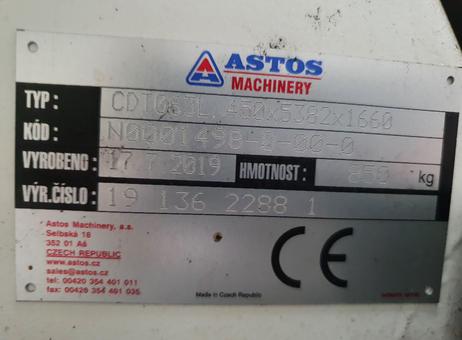 ASTOS
MACHINERY
TYP: CDT063L 450x5382x1660
KÓD: N0001498-0-00-0
VYROBENO: 17.7.2019 HMOTNOST: 850 kg
VÝR.ČÍSLO: 19 136 2288 1
Astos Machinery, a.s.
Selbská 18
352 01 Aš
CZECH REPUBLIC
www.astos.cz
sales@astos.cz
tel: 00420 354 401 011
fax: 00420 354 401 035
CE
Made in Czech Republic